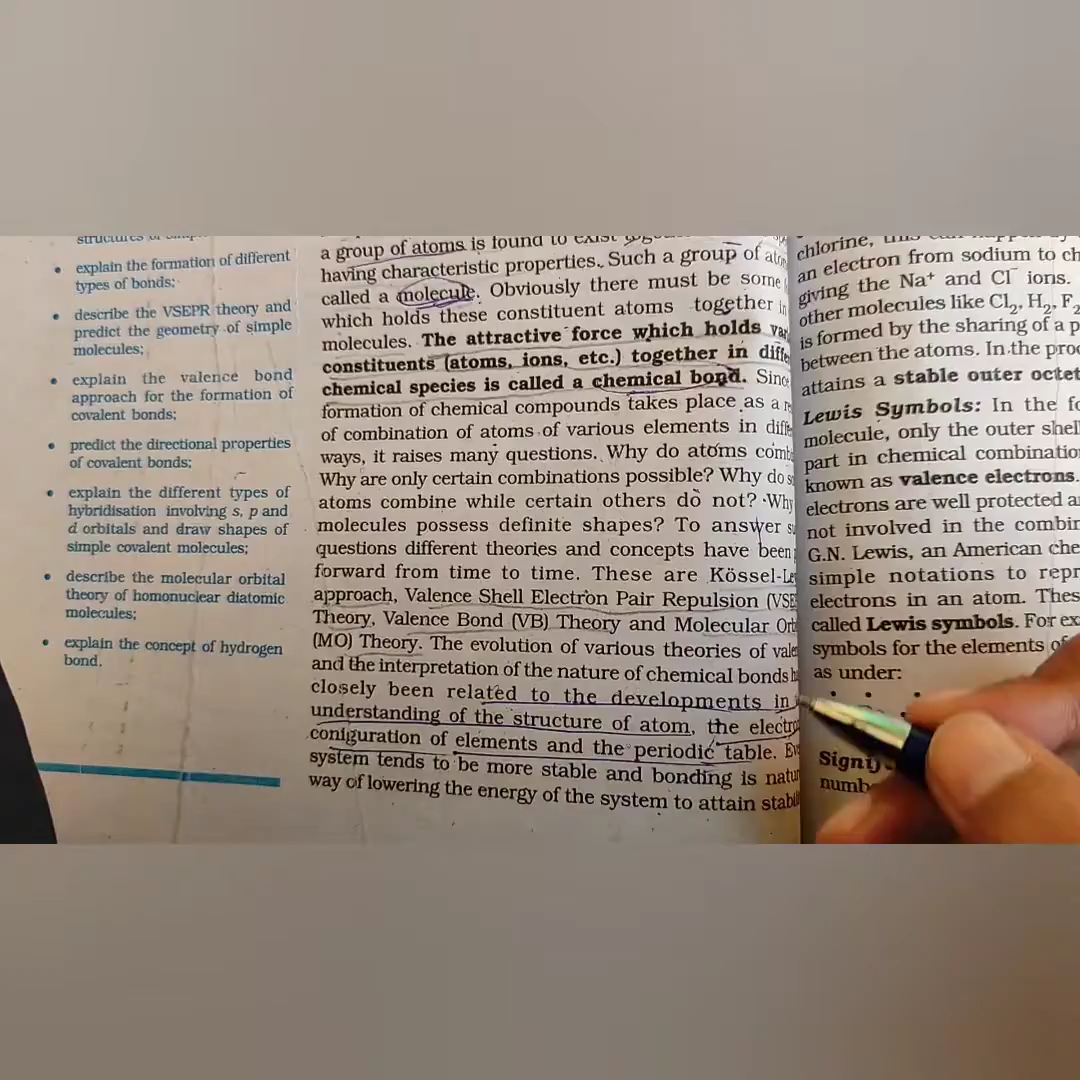 explain the formation of different
types of bonds;
describe the VSEPR theory and
predict the geometry of simple
molecules;
explain the valence bond
approach for the formation of
covalent bonds;
predict the directional properties
of covalent bonds;
explain the different types of
hybridisation involving s, p and
d orbitals and draw shapes of
simple covalent molecules;
describe the molecular orbital
theory of homonuclear diatomic
molecules;
explain the concept of hydrogen
bond.
a group of atoms is found to exist
having characteristic properties. Such a group of
called a molecule. Obviously there must be some
which holds these constituent atoms together
molecules. The attractive force which holds
constituents (atoms, ions, etc.) together in
chemical species is called a chemical bond. Since
formation of chemical compounds takes place as a
of combination of atoms of various elements in
ways, it raises many questions. Why do atoms
Why are only certain combinations possible? Why do
atoms combine while certain others do not? Why
molecules possess definite shapes? To answer
questions different theories and concepts have been
forward from time to time. These are
approach, Valence Shell Electron Pair Repulsion
Theory, Valence Bond (VB) Theory and Molecular
(MO) Theory. The evolution of various theories of
and the interpretation of the nature of chemical bonds
closely been related to the developments in
understanding of the structure of atom, the
configuration of elements and the periodic table.
system tends to be more stable and bonding is
way of lowering the energy of the system to attain
chlorine,
an electron from sodium to
giving the Na⁺ and Cl⁻ ions.
other molecules like Cl₂, H₂, F₂
is formed by the sharing of a
between the atoms. In the
attains a stable outer
Lewis Symbols: In the
molecule, only the outer
part in chemical
known as valence electrons.
electrons are well protected
not involved in the
G.N. Lewis, an American
simple notations to
electrons in an atom.
called Lewis symbols. For
symbols for the elements
as under: